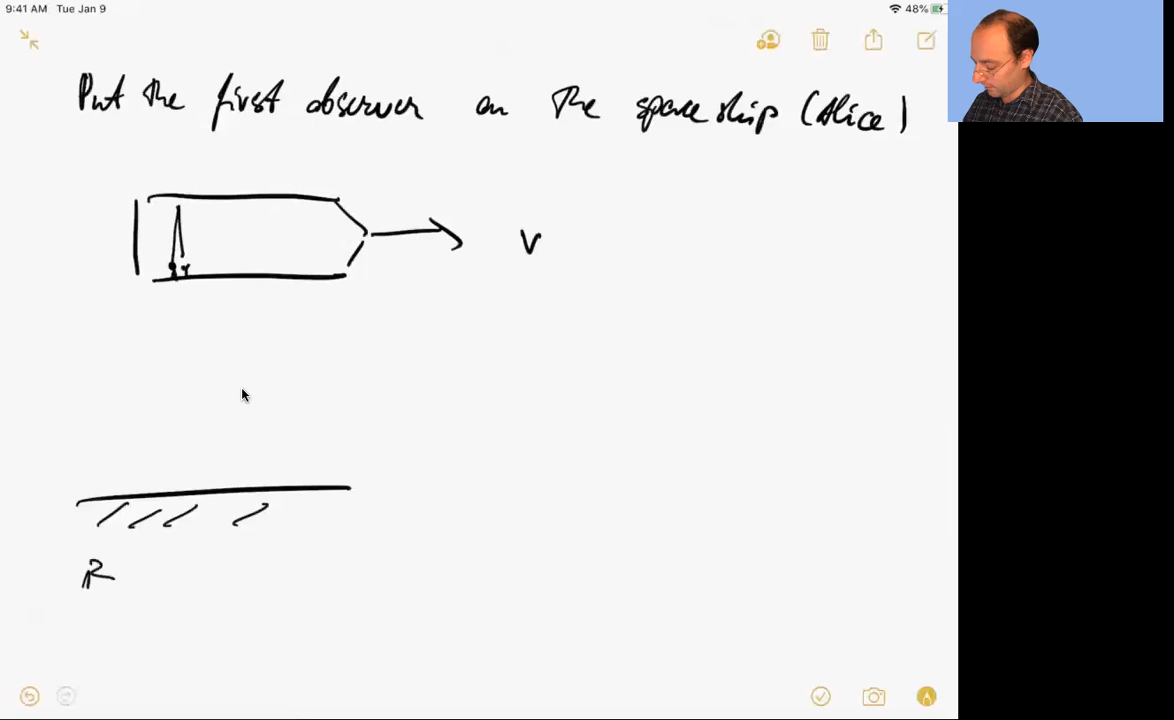 9:41 AM Tue Jan 9
48%
Put the first observer on the spaceship (Alice)
v
R